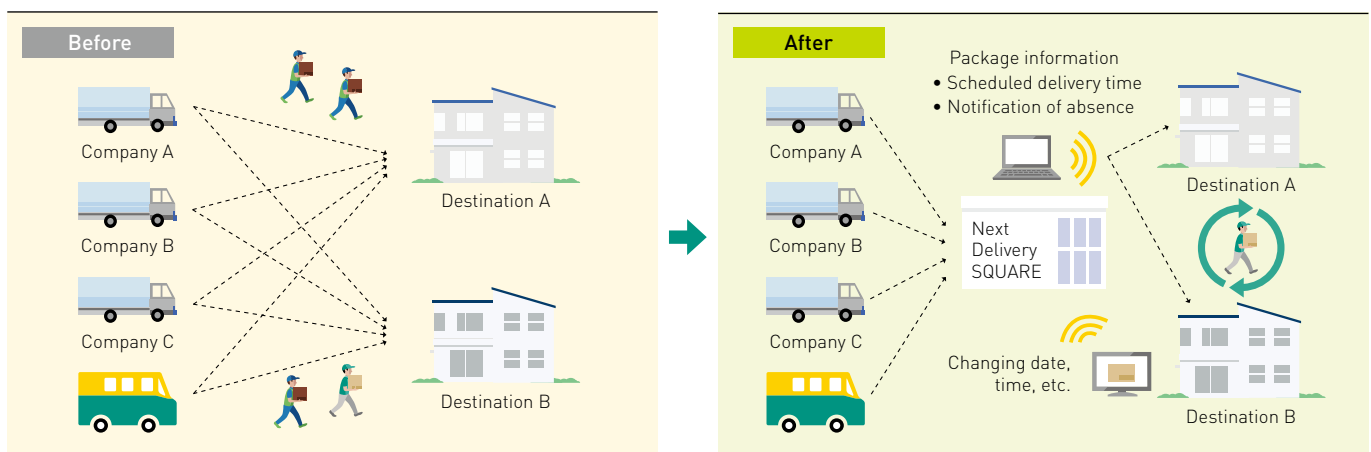 Before
Company A
Company B
Company C
Destination A
Destination B
After
Company A
Company B
Company C
Package information
• Scheduled delivery time
• Notification of absence
Next
Delivery
SQUARE
Changing date,
time, etc.
Destination A
Destination B